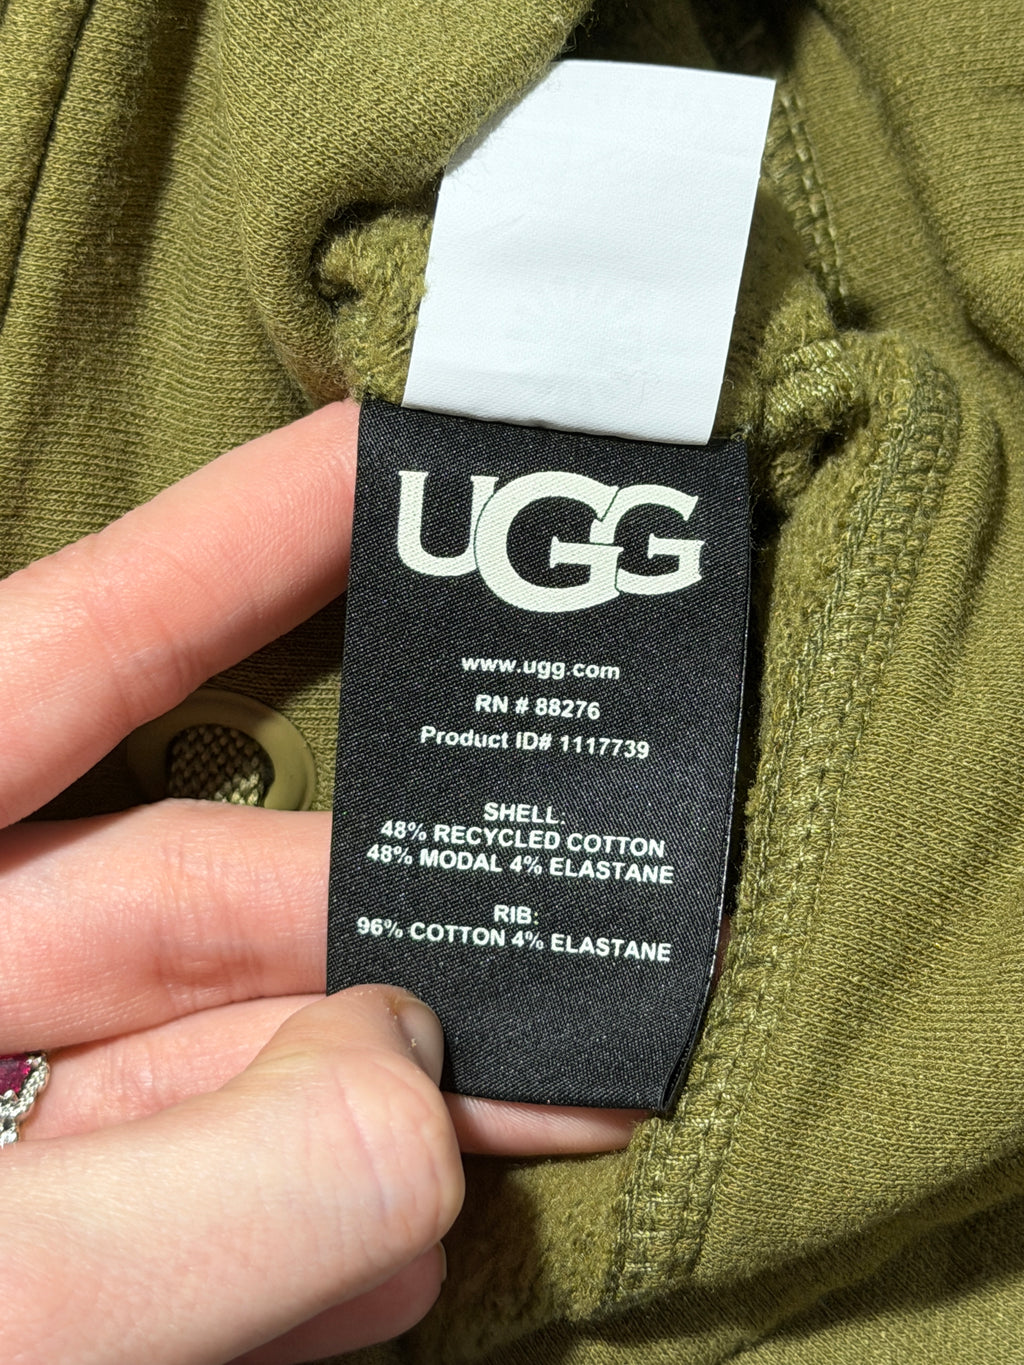 UGG
www.ugg.com
RN # 88276
Product ID# 1117739
SHELL:
48% RECYCLED COTTON
48% MODAL 4% ELASTANE
RIB:
96% COTTON 4% ELASTANE